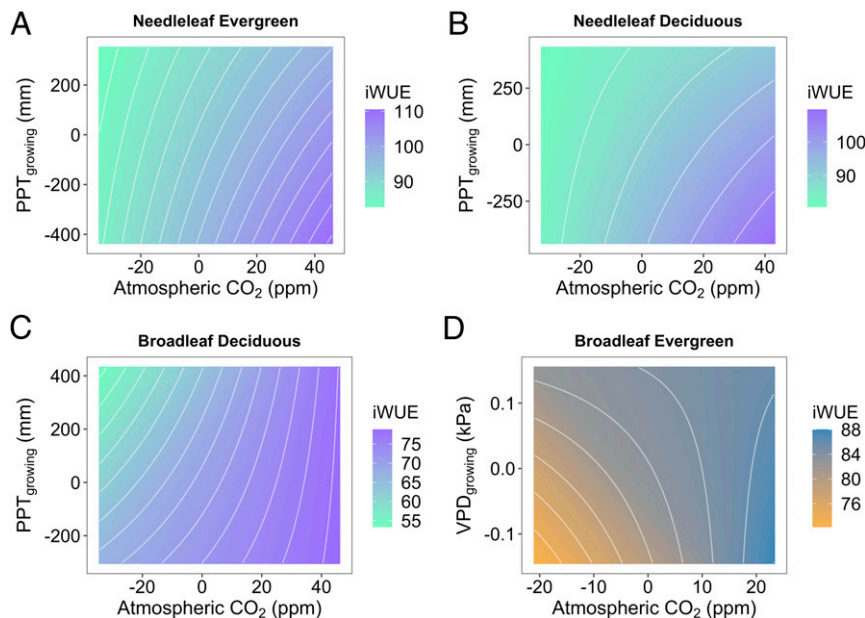 A
Needleleaf Evergreen
PPTgrowing (mm)
200
0
-200
-400
-20
0
20
40
Atmospheric CO2 (ppm)
iWUE
110
100
90
B
Needleleaf Deciduous
PPTgrowing (mm)
250
0
-250
-20
0
20
40
Atmospheric CO2 (ppm)
iWUE
100
90
C
Broadleaf Deciduous
PPTgrowing (mm)
400
200
0
-200
-20
0
20
40
Atmospheric CO2 (ppm)
iWUE
75
70
65
60
55
D
Broadleaf Evergreen
VPDgrowing (kPa)
0.1
0.0
-0.1
-20
-10
0
10
20
Atmospheric CO2 (ppm)
iWUE
88
84
80
76